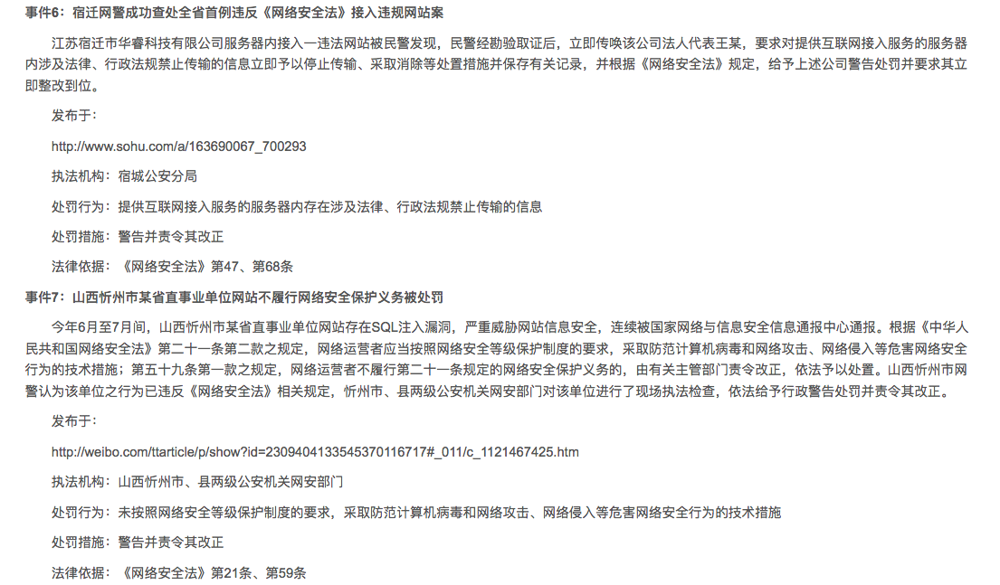 事件6：宿迁网警成功查处全省首例违反《网络安全法》接入违规网站案
江苏宿迁市华睿科技有限公司服务器内接入一违法网站被民警发现，民警经勘验取证后，立即传唤该公司法人代表王某，要求对提供互联网接入服务的服务器
内涉及法律、行政法规禁止传输的信息立即予以停止传输、采取消除等处置措施并保存有关记录，并根据《网络安全法》规定，给予上述公司警告处罚并要求其立
即整改到位。
发布于：
http://www.sohu.com/a/163690067_700293
执法机构：宿城公安分局
处罚行为：提供互联网接入服务的服务器内存在涉及法律、行政法规禁止传输的信息
处罚措施：警告并责令其改正
法律依据：《网络安全法》第47、第68条
事件7：山西忻州市某省直事业单位网站不履行网络安全保护义务被处罚
今年6月至7月间，山西忻州市某省直事业单位网站存在SQL注入漏洞，严重威胁网站信息安全，连续被国家网络与信息安全信息通报中心通报。根据《中华人
民共和国网络安全法》第二十一条第二款之规定，网络运营者应当按照网络安全等级保护制度的要求，采取防范计算机病毒和网络攻击、网络侵入等危害网络安全
行为的技术措施；第五十九条第一款之规定，网络运营者不履行第二十一条规定的网络安全保护义务的，由有关主管部门责令改正，依法予以处置。山西忻州市网
警认为该单位之行为已违反《网络安全法》相关规定，忻州市、县两级公安机关网安部门对该单位进行了现场执法检查，依法给予行政警告处罚并责令其改正。
发布于：
http://weibo.com/ttarticle/p/show?id=2309404133545370116717#_011/c_1121467425.htm
执法机构：山西忻州市、县两级公安机关网安部门
处罚行为：未按照网络安全等级保护制度的要求，采取防范计算机病毒和网络攻击、网络侵入等危害网络安全行为的技术措施
处罚措施：警告并责令其改正
法律依据：《网络安全法》第21条、第59条